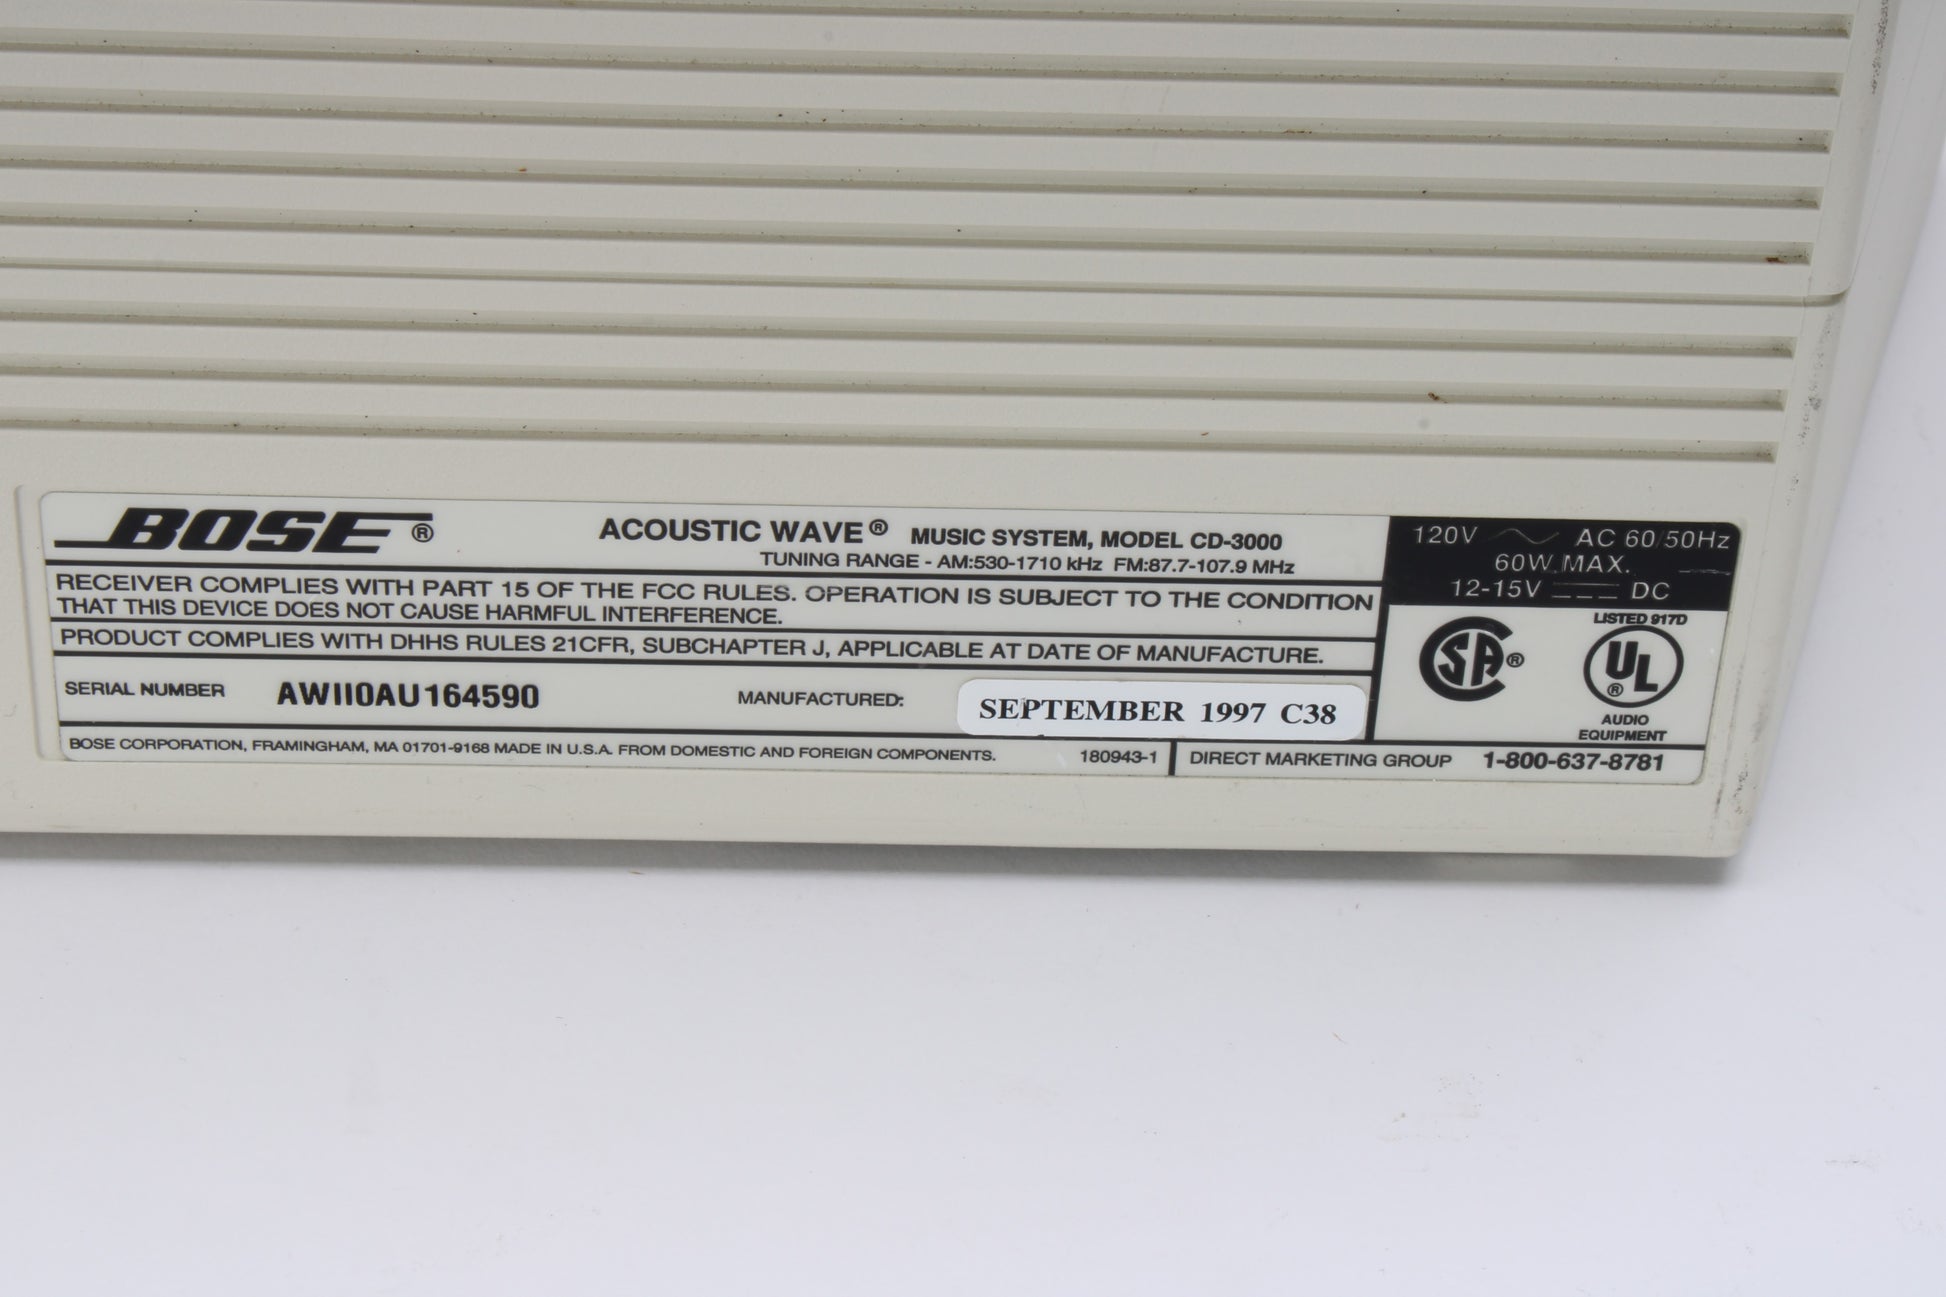 BOSE®
ACOUSTIC WAVE® MUSIC SYSTEM, MODEL CD-3000
TUNING RANGE - AM:530-1710 kHz FM:87.7-107.9 MHz
RECEIVER COMPLIES WITH PART 15 OF THE FCC RULES. OPERATION IS SUBJECT TO THE CONDITION
THAT THIS DEVICE DOES NOT CAUSE HARMFUL INTERFERENCE.
PRODUCT COMPLIES WITH DHHS RULES 21CFR, SUBCHAPTER J, APPLICABLE AT DATE OF MANUFACTURE.
SERIAL NUMBER AW110AU164590 MANUFACTURED: SEPTEMBER 1997 C38
BOSE CORPORATION, FRAMINGHAM, MA 01701-9168 MADE IN U.S.A. FROM DOMESTIC AND FOREIGN COMPONENTS. 180943-1
DIRECT MARKETING GROUP 1-800-637-8781
120V AC 60/50Hz
60W MAX.
12-15V DC
SA®
LISTED 917D
UL®
AUDIO
EQUIPMENT